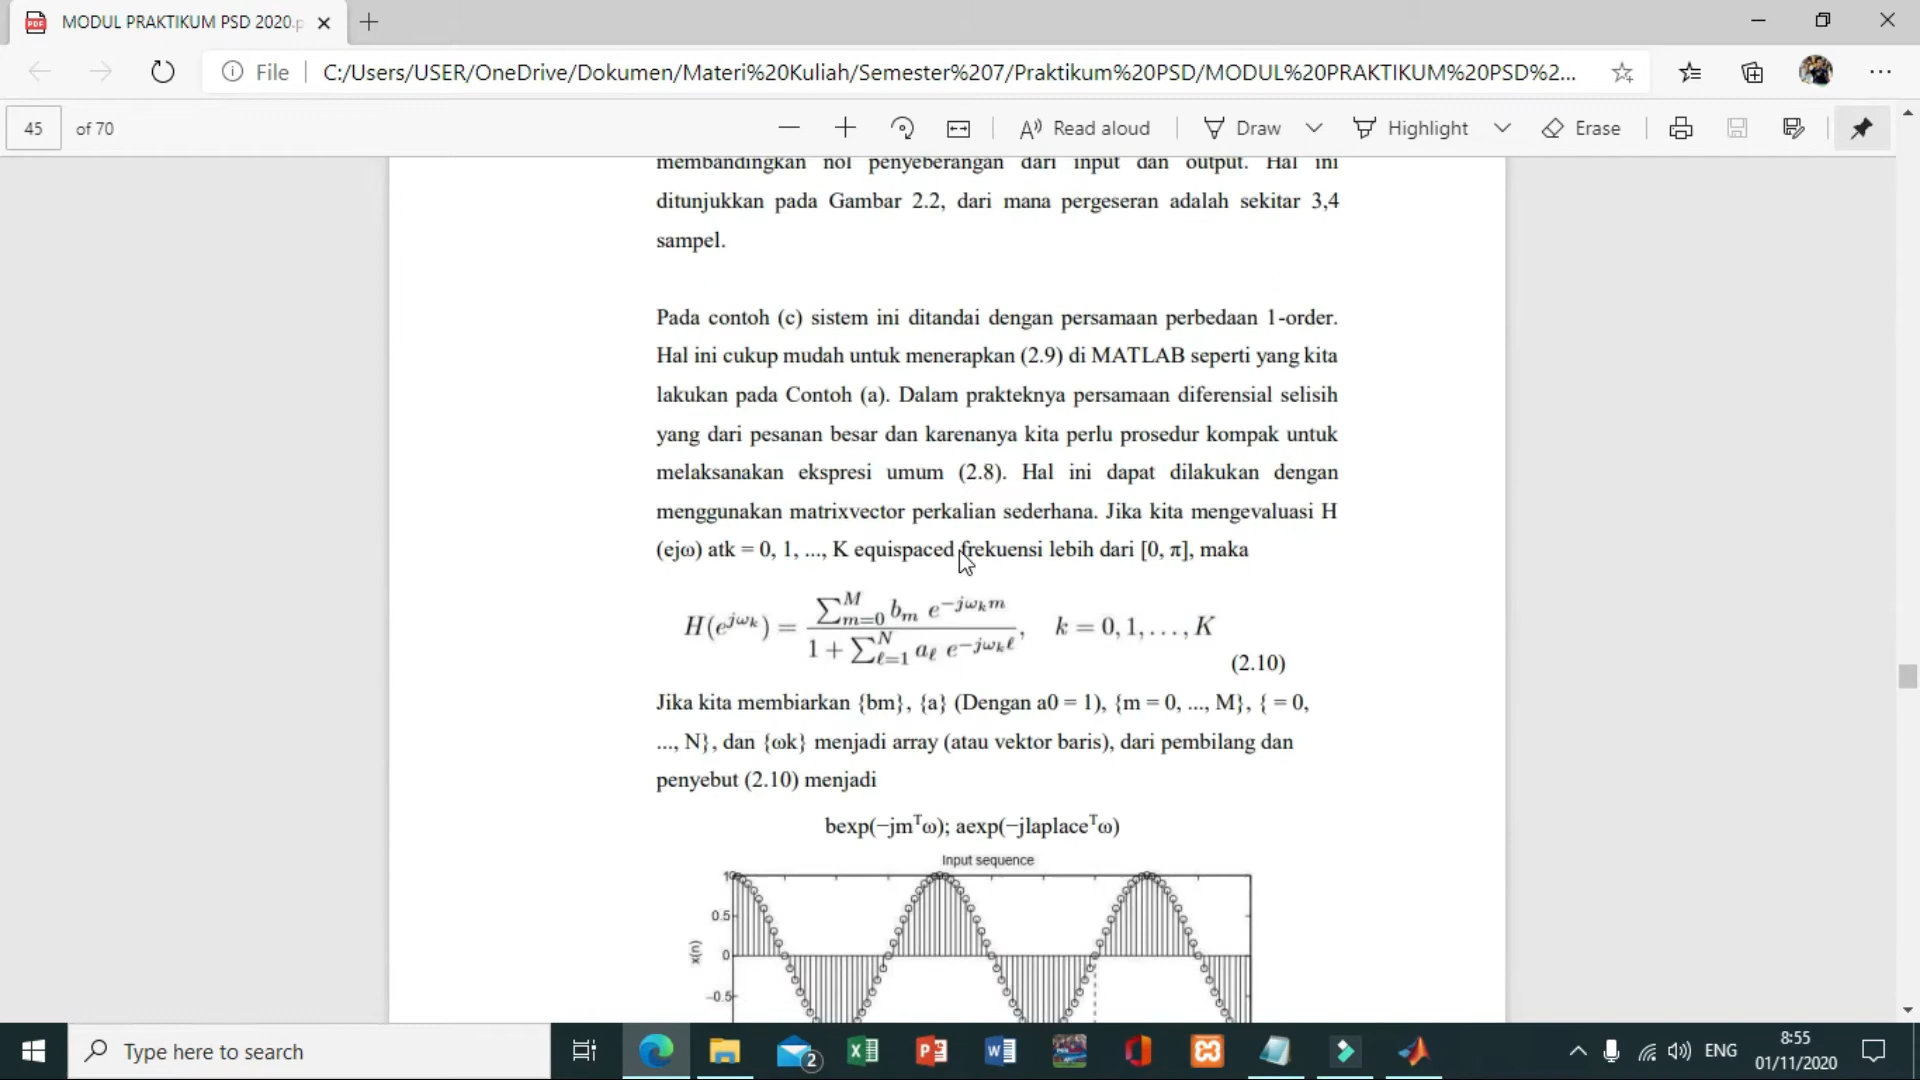 MODUL PRAKTIKUM PSD 2020.p
File
C:/Users/USER/OneDrive/Dokumen/Materi%20Kuliah/Semester%207/Praktikum%20PSD/MODUL%20PRAKTIKUM%20PSD%2...
45 of 70
Read aloud
Draw
Highlight
Erase
membandingkan nol penyeberangan dari input dan output. Hal ini
ditunjukkan pada Gambar 2.2, dari mana pergeseran adalah sekitar 3,4
sampel.
Pada contoh (c) sistem ini ditandai dengan persamaan perbedaan 1-order.
Hal ini cukup mudah untuk menerapkan (2.9) di MATLAB seperti yang kita
lakukan pada Contoh (a). Dalam prakteknya persamaan diferensial selisih
yang dari pesanan besar dan karenanya kita perlu prosedur kompak untuk
melaksanakan ekspresi umum (2.8). Hal ini dapat dilakukan dengan
menggunakan matrixvector perkalian sederhana. Jika kita mengevaluasi H
(ejω) atk = 0, 1, ..., K equispaced frekuensi lebih dari [0, π], maka
H(e^{jω_k}) = \frac{∑_{m=0}^{M} b_m e^{-jω_k m}}{1 + ∑_{ℓ=1}^{N} a_ℓ e^{-jω_k ℓ}}, k = 0, 1, . . . , K
(2.10)
Jika kita membiarkan {bm}, {a} (Dengan a0 = 1), {m = 0, ..., M}, { = 0,
..., N}, dan {ωk} menjadi array (atau vektor baris), dari pembilang dan
penyebut (2.10) menjadi
bexp(−jm^Tω); aexp(−jlaplace^Tω)
Input sequence
1
0.5
x(n)
0
−0.5
Type here to search
2
ENG
8:55
01/11/2020